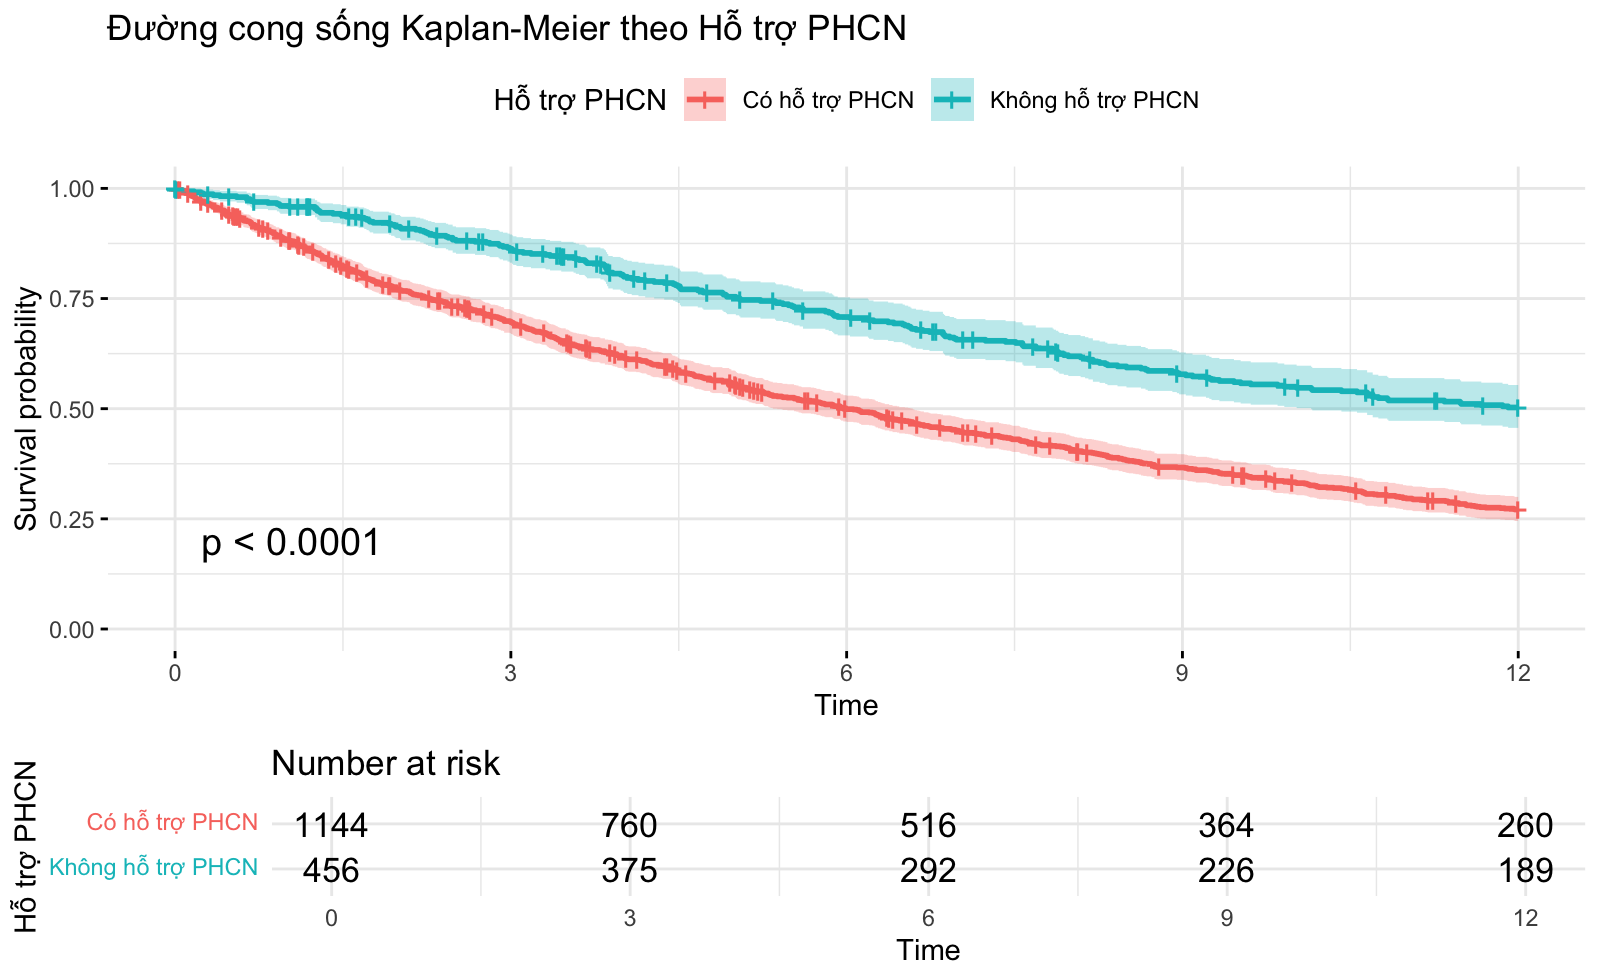 Đường cong sống Kaplan-Meier theo Hỗ trợ PHCN
Hỗ trợ PHCN Có hỗ trợ PHCN Không hỗ trợ PHCN
Survival probability
1.00
0.75
0.50
0.25
0.00
p < 0.0001
0 3 6 9 12
Time
Number at risk
Hỗ trợ PHCN
Có hỗ trợ PHCN 1144 760 516 364 260
Không hỗ trợ PHCN 456 375 292 226 189
0 3 6 9 12
Time